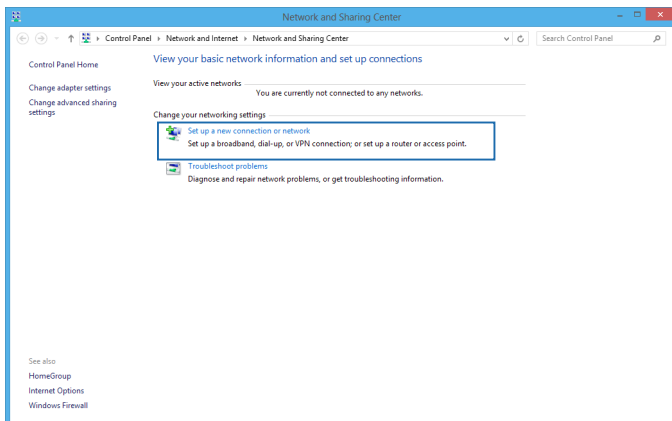 Network and Sharing Center
Control Panel Network and Internet Network and Sharing Center
Search Control Panel
Control Panel Home
Change adapter settings
Change advanced sharing
settings
View your basic network information and set up connections
View your active networks
You are currently not connected to any networks.
Change your networking settings
Set up a new connection or network
Set up a broadband, dial-up, or VPN connection; or set up a router or access point.
Troubleshoot problems
Diagnose and repair network problems, or get troubleshooting information.
See also
HomeGroup
Internet Options
Windows Firewall